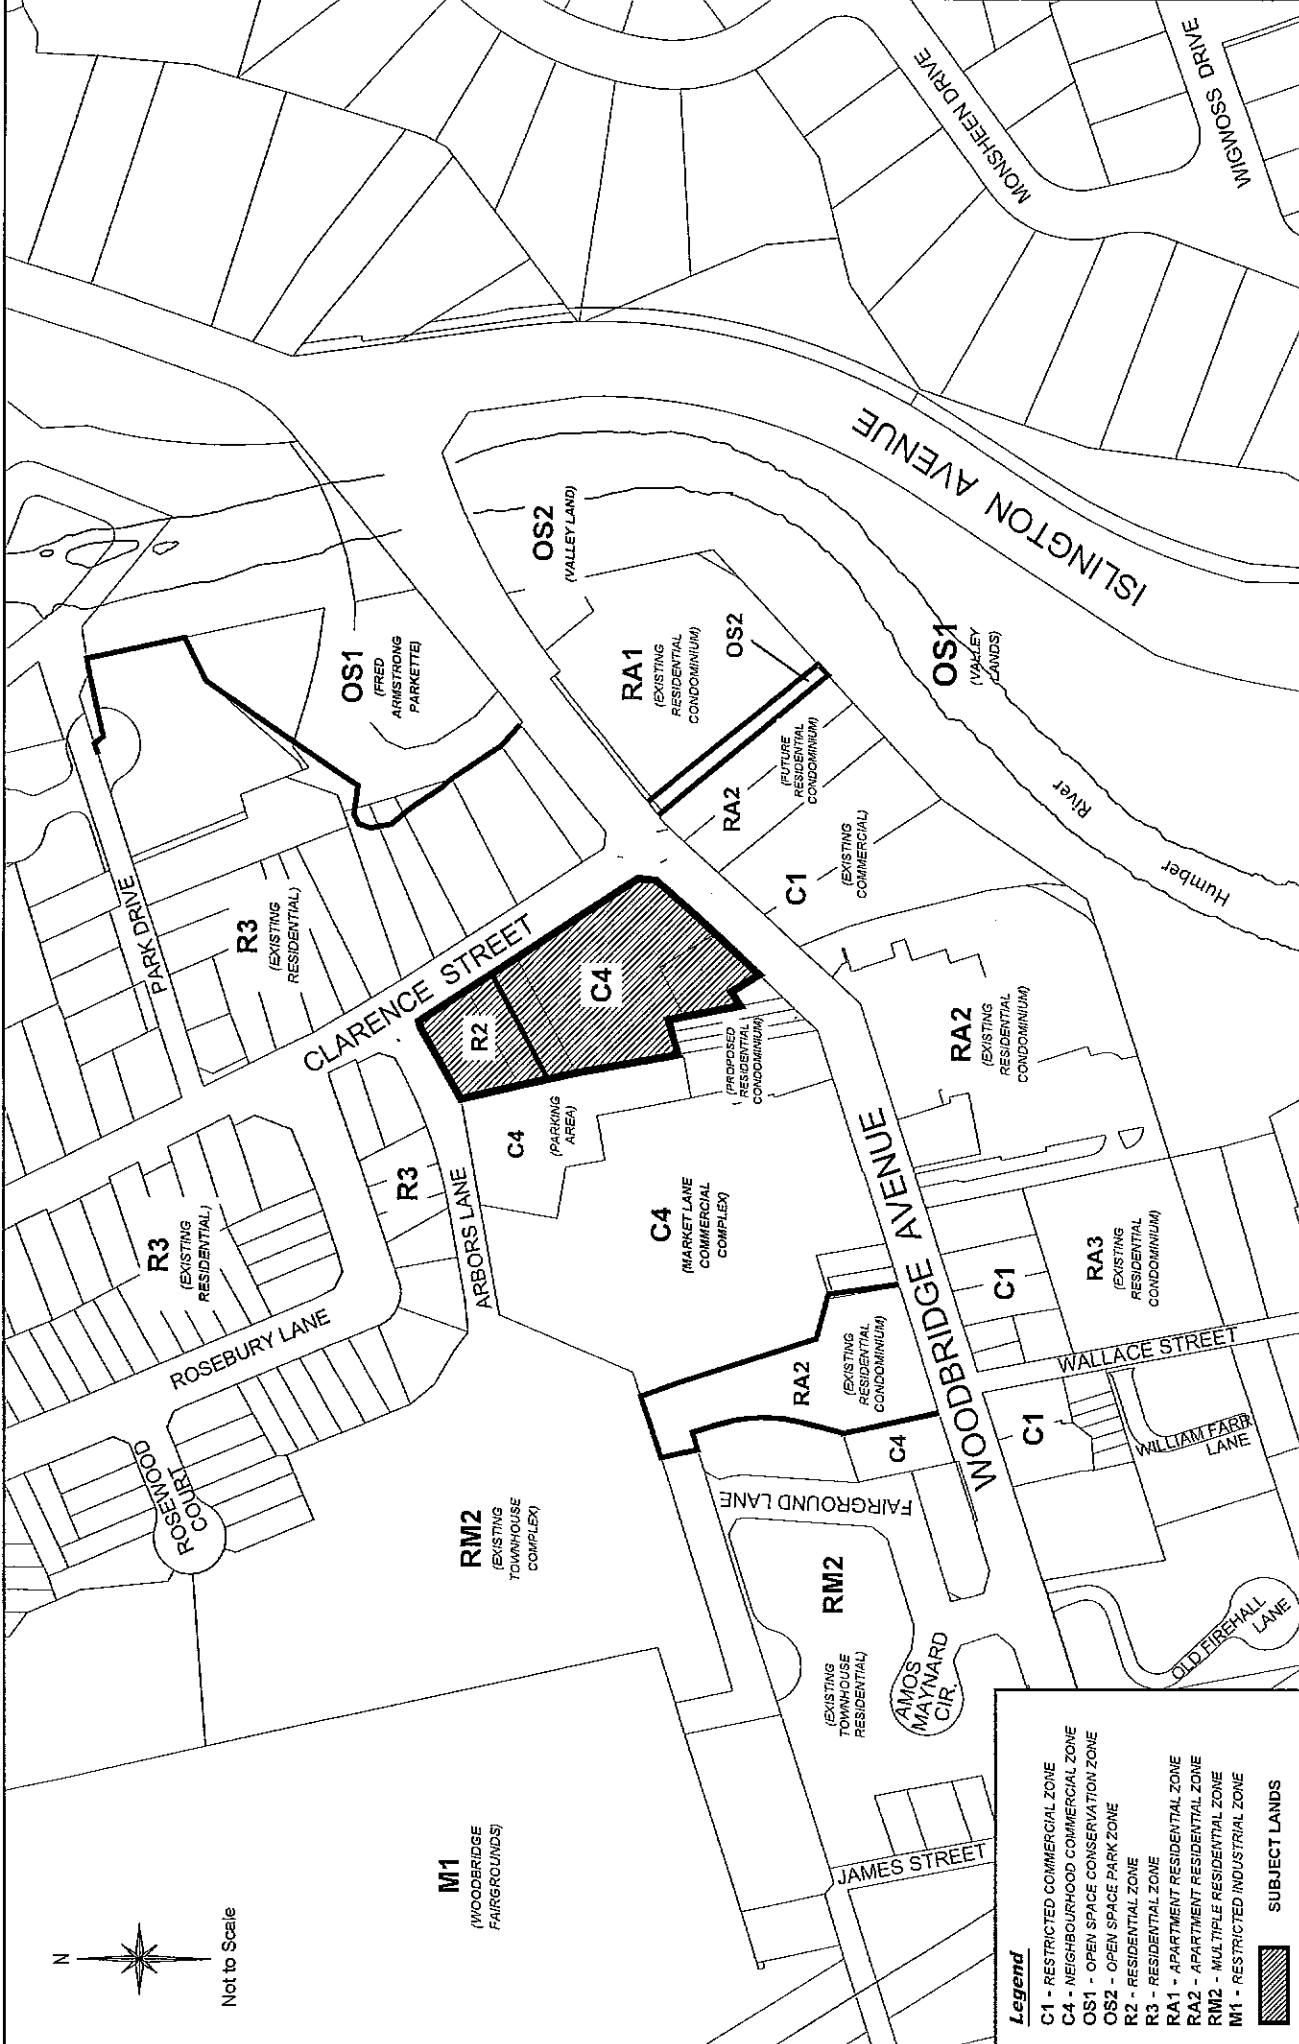 N
Not to Scale
M1
(WOODBRIDGE
FAIRGROUNDS)
ROSEWOOD
COURT
ROSEBURY LANE
R3
(EXISTING
RESIDENTIAL)
R3
ARBORS LANE
PARK DRIVE
R3
(EXISTING
RESIDENTIAL)
CLARENCE STREET
OS1
(FRED
ARMSTRONG
PARKETTE)
OS2
(VALLEY LAND)
RA1
(EXISTING
RESIDENTIAL
CONDOMINIUM)
OS2
RA2
(FUTURE
RESIDENTIAL
CONDOMINIUM)
C1
(EXISTING
COMMERCIAL)
R2
C4
(PROPOSED
RESIDENTIAL
CONDOMINIUM)
C4
(PARKING
AREA)
C4
(MARKET LANE
COMMERCIAL
COMPLEX)
RM2
(EXISTING
TOWNHOUSE
COMPLEX)
RA2
(EXISTING
RESIDENTIAL
CONDOMINIUM)
C4
FAIRGROUND LANE
RM2
(EXISTING
TOWNHOUSE
RESIDENTIAL)
AMOS
MAYNARD
CIR.
JAMES STREET
WOODBRIDGE AVENUE
RA2
(EXISTING
RESIDENTIAL
CONDOMINIUM)
C1
RA3
(EXISTING
RESIDENTIAL
CONDOMINIUM)
WALLACE STREET
C1
WILLIAM FARR
LANE
OLD FIREHALL
LANE
OS1
(VALLEY
LANDS)
Humber
River
ISLINGTON AVENUE
MONSHEEN DRIVE
WIGWOSS DRIVE
Legend
C1 - RESTRICTED COMMERCIAL ZONE
C4 - NEIGHBOURHOOD COMMERCIAL ZONE
OS1 - OPEN SPACE CONSERVATION ZONE
OS2 - OPEN SPACE PARK ZONE
R2 - RESIDENTIAL ZONE
R3 - RESIDENTIAL ZONE
RA1 - APARTMENT RESIDENTIAL ZONE
RA2 - APARTMENT RESIDENTIAL ZONE
RM2 - MULTIPLE RESIDENTIAL ZONE
M1 - RESTRICTED INDUSTRIAL ZONE
SUBJECT LANDS